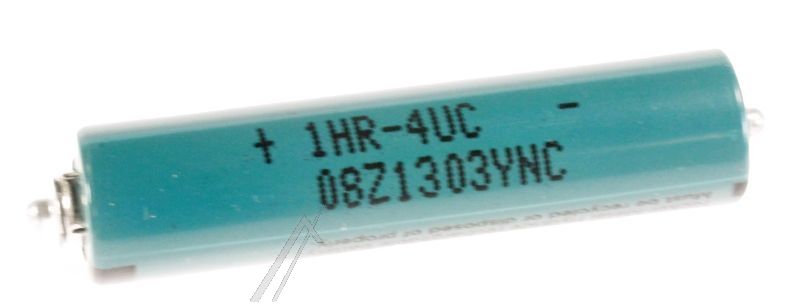 + 1HR-4UC -
08Z1303YNC